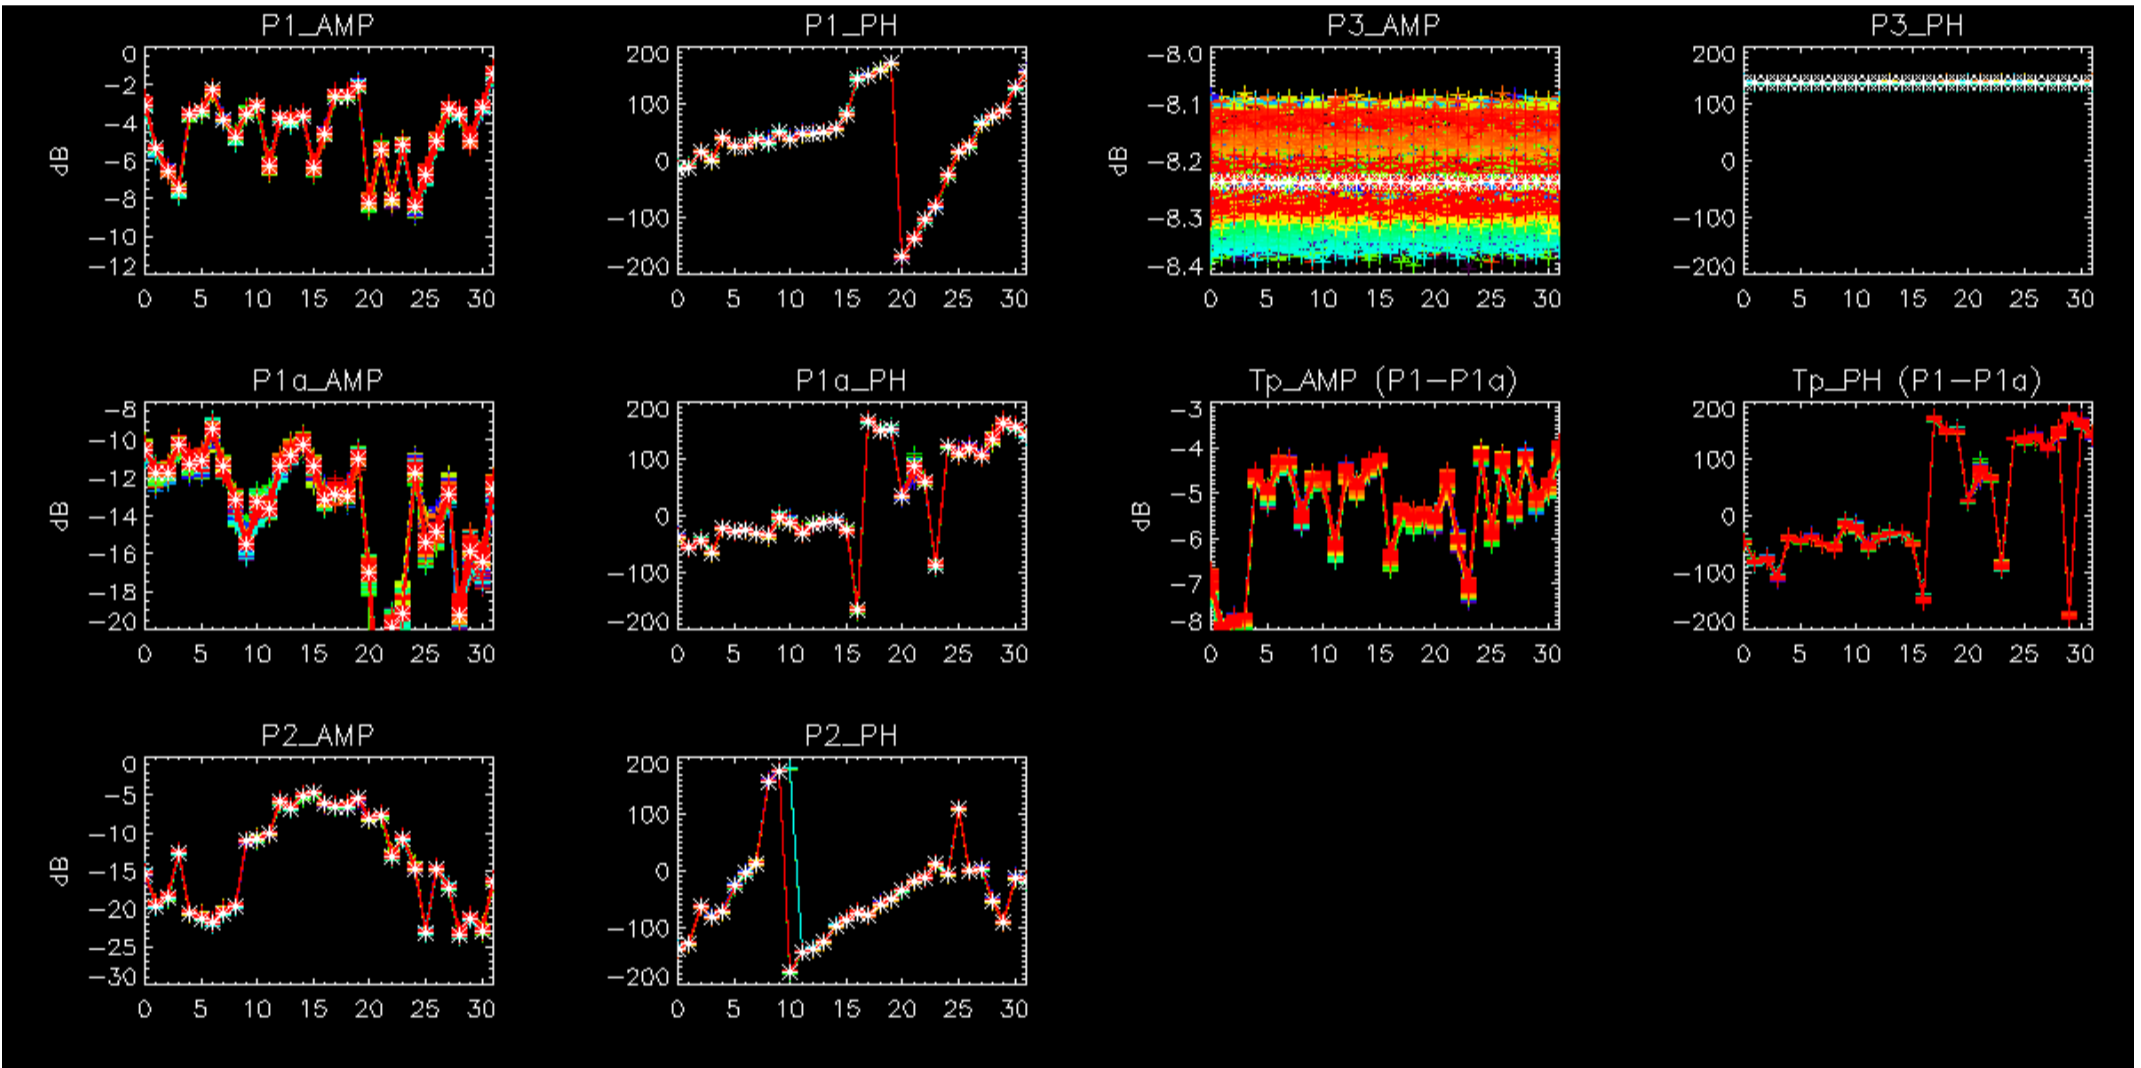 P1_AMP
0
−2
−4
−6
−8
−10
−12
dB
0 5 10 15 20 25 30
P1_PH
200
100
0
−100
−200
0 5 10 15 20 25 30
P3_AMP
−8.0
−8.1
−8.2
−8.3
−8.4
dB
0 5 10 15 20 25 30
P3_PH
200
100
0
−100
−200
0 5 10 15 20 25 30
P1a_AMP
−8
−10
−12
−14
−16
−18
−20
dB
0 5 10 15 20 25 30
P1a_PH
200
100
0
−100
−200
0 5 10 15 20 25 30
Tp_AMP (P1−P1a)
−3
−4
−5
−6
−7
−8
dB
0 5 10 15 20 25 30
Tp_PH (P1−P1a)
200
100
0
−100
−200
0 5 10 15 20 25 30
P2_AMP
0
−5
−10
−15
−20
−25
−30
dB
0 5 10 15 20 25 30
P2_PH
200
100
0
−100
−200
0 5 10 15 20 25 30